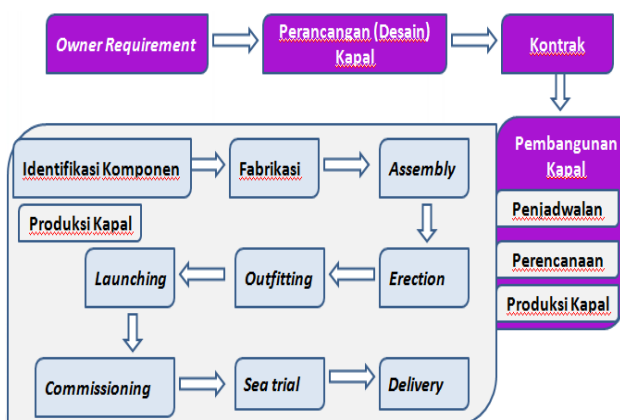 Owner Requirement
Perancangan (Desain)
Kapal
Kontrak
Pembangunan
Kapal
Penjadwalan
Perencanaan
Produksi Kapal
Identifikasi Komponen
Fabrikasi
Assembly
Produksi Kapal
Launching
Outfitting
Erection
Commissioning
Sea trial
Delivery